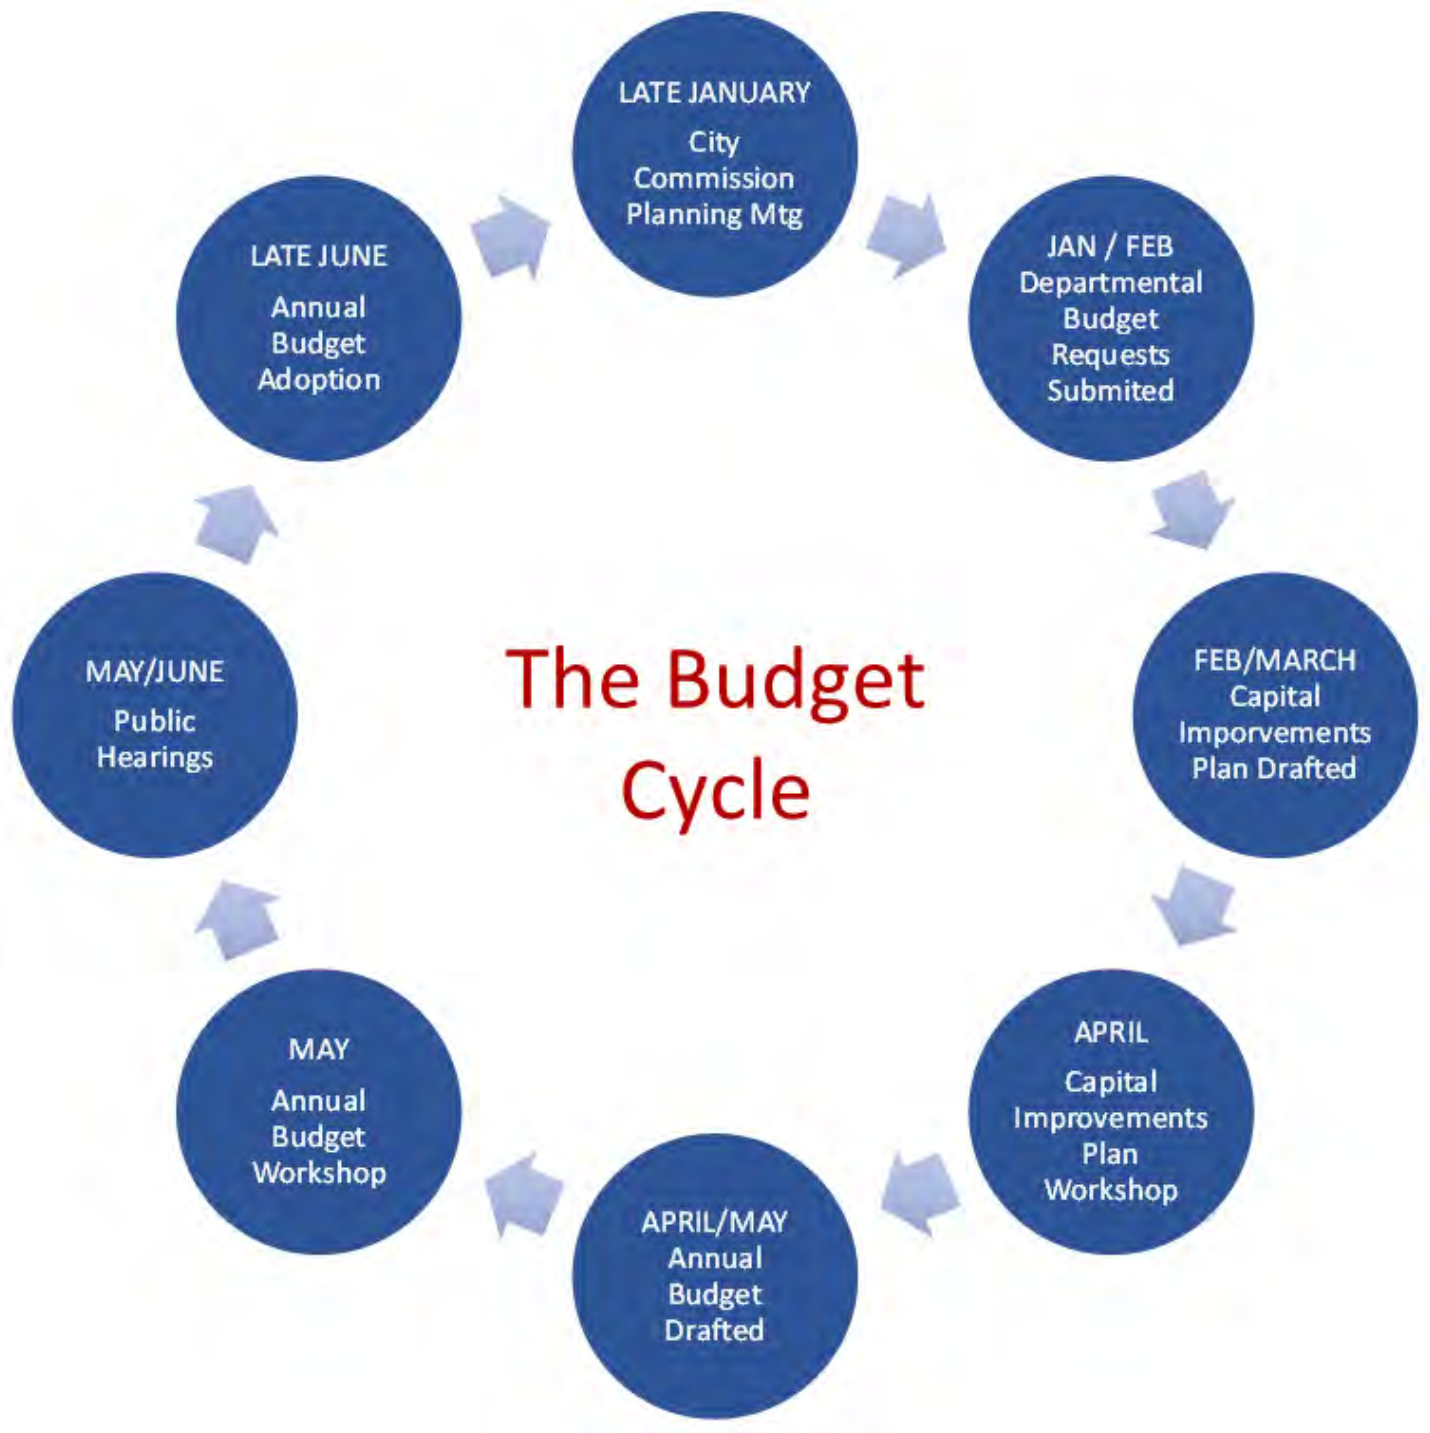 LATE JANUARY
City
Commission
Planning Mtg
JAN / FEB
Departmental
Budget
Requests
Submited
FEB/MARCH
Capital
Imporvements
Plan Drafted
APRIL
Capital
Improvements
Plan
Workshop
APRIL/MAY
Annual
Budget
Drafted
MAY
Annual
Budget
Workshop
MAY/JUNE
Public
Hearings
LATE JUNE
Annual
Budget
Adoption
The Budget
Cycle